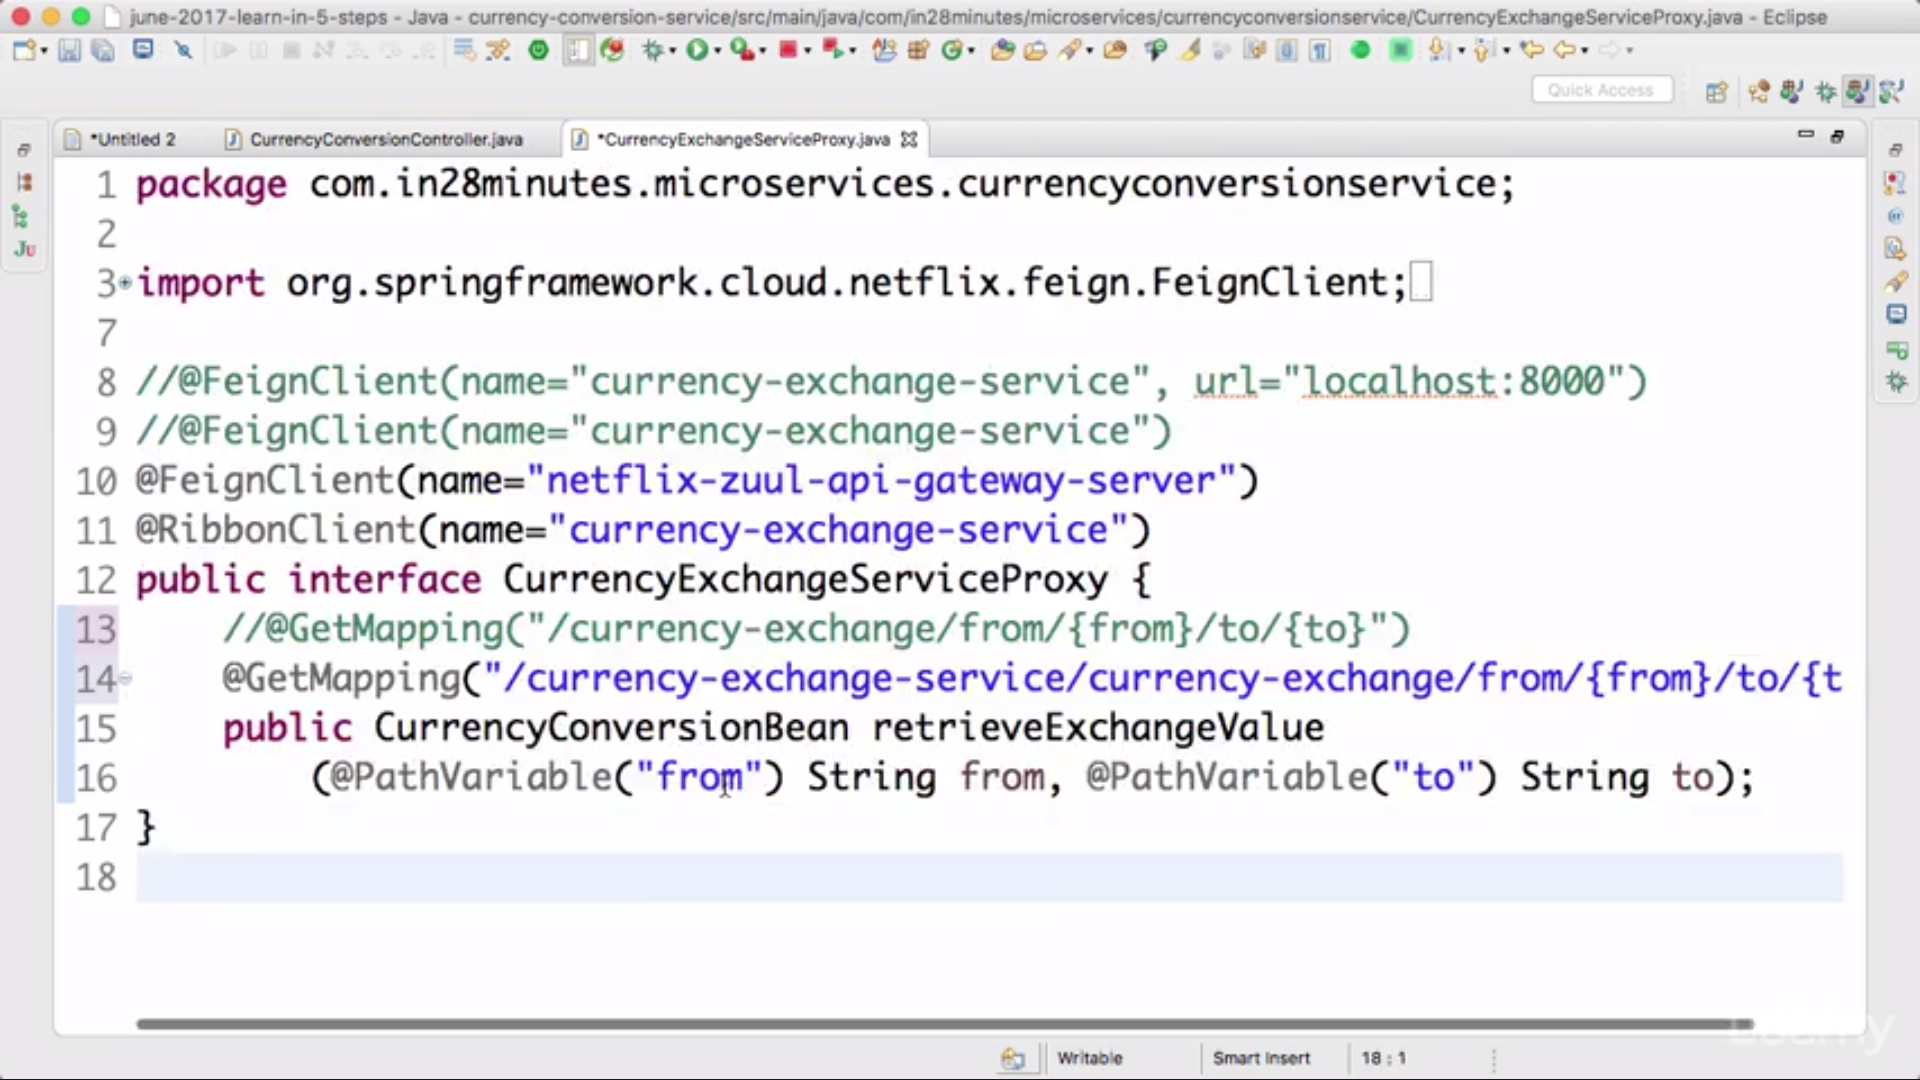 june-2017-learn-in-5-steps - Java - currency-conversion-service/src/main/java/com/in28minutes/microservices/currencyconversionservice/CurrencyExchangeServiceProxy.java - Eclipse
Quick Access
*Untitled 2 CurrencyConversionController.java *CurrencyExchangeServiceProxy.java
1 package com.in28minutes.microservices.currencyconversionservice;
2
3 import org.springframework.cloud.netflix.feign.FeignClient;
7
8 //@FeignClient(name="currency-exchange-service", url="localhost:8000")
9 //@FeignClient(name="currency-exchange-service")
10 @FeignClient(name="netflix-zuul-api-gateway-server")
11 @RibbonClient(name="currency-exchange-service")
12 public interface CurrencyExchangeServiceProxy {
13 //@GetMapping("/currency-exchange/from/{from}/to/{to}")
14 @GetMapping("/currency-exchange-service/currency-exchange/from/{from}/to/{t
15 public CurrencyConversionBean retrieveExchangeValue
16 (@PathVariable("from") String from, @PathVariable("to") String to);
17 }
18
Ju
Writable Smart Insert 18 : 1